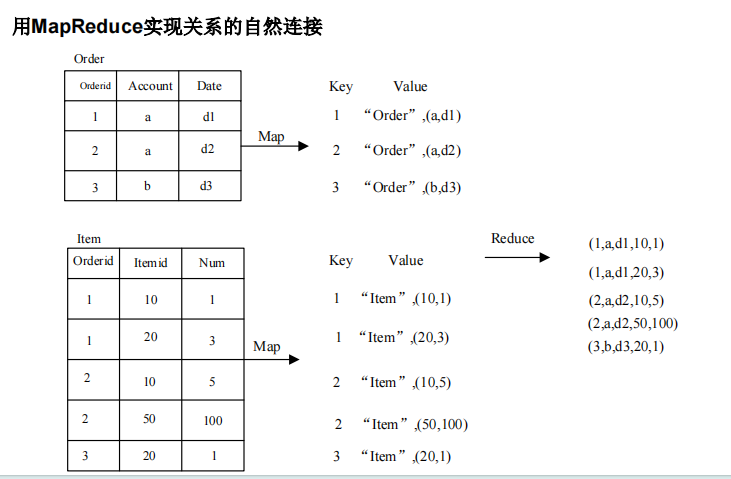 用MapReduce实现关系的自然连接
Order
Orderid Account Date
1 a d1
2 a d2
3 b d3
Map
Key Value
1 “Order”,(a,d1)
2 “Order”,(a,d2)
3 “Order”,(b,d3)
Item
Orderid Itemid Num
1 10 1
1 20 3
2 10 5
2 50 100
3 20 1
Map
Key Value
1 “Item”,(10,1)
1 “Item”,(20,3)
2 “Item”,(10,5)
2 “Item”,(50,100)
3 “Item”,(20,1)
Reduce
(1,a,d1,10,1)
(1,a,d1,20,3)
(2,a,d2,10,5)
(2,a,d2,50,100)
(3,b,d3,20,1)